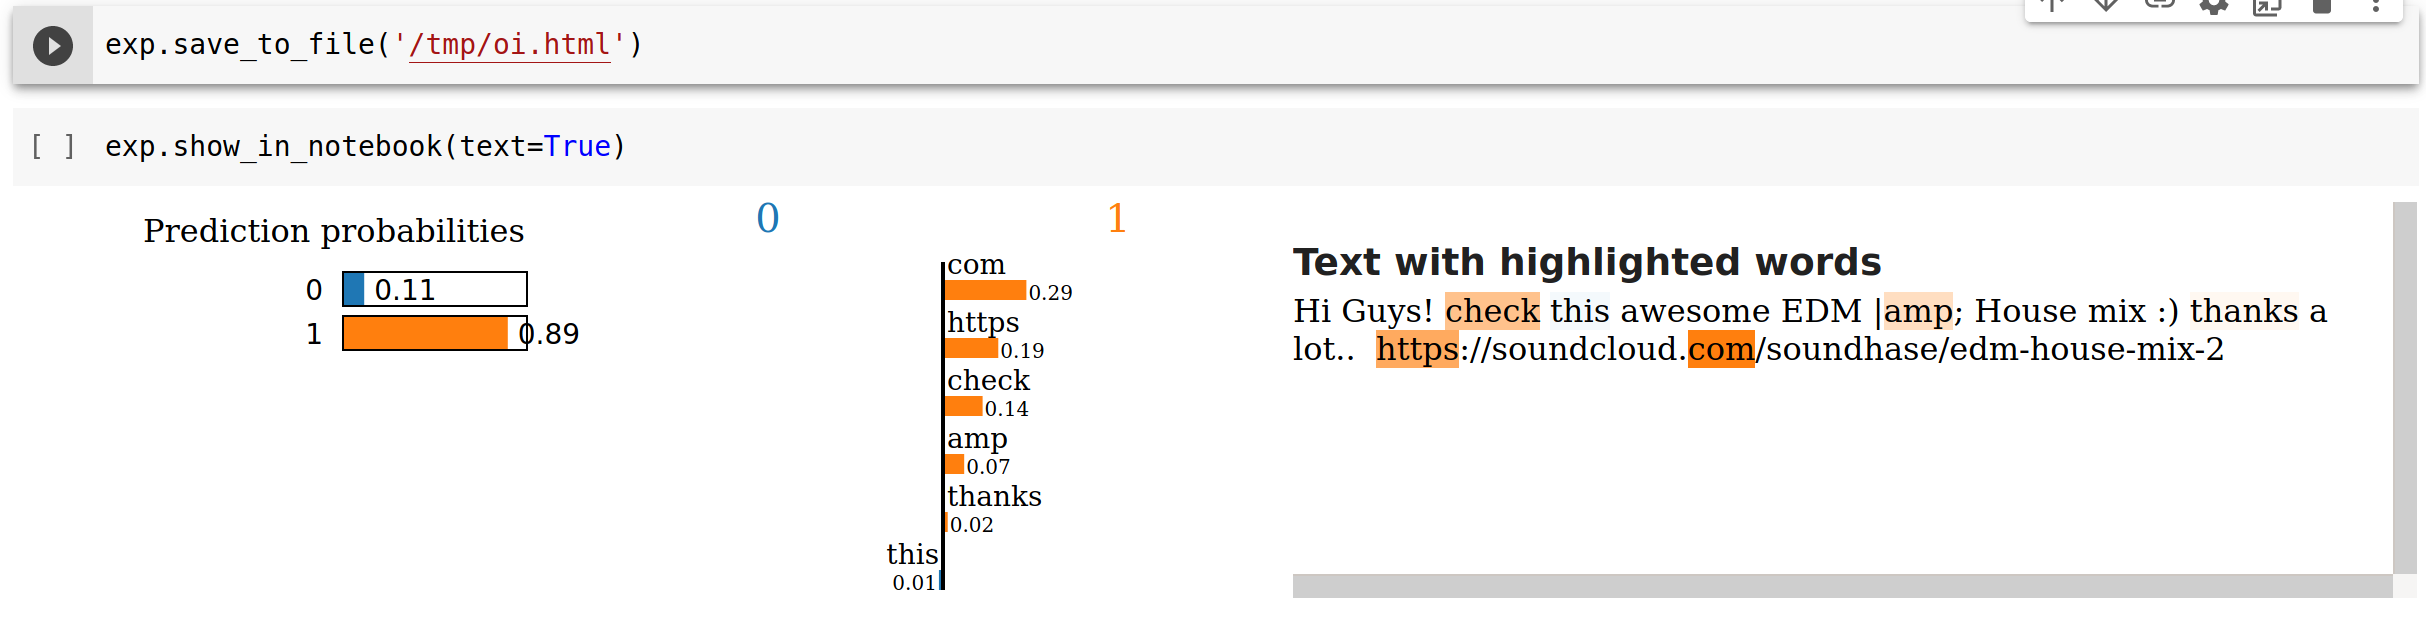 exp.save_to_file('/tmp/oi.html')
[ ] exp.show_in_notebook(text=True)
Prediction probabilities
0 0.11
1 0.89
0 1
com
0.29
https
0.19
check
0.14
amp
0.07
thanks
0.02
this
0.01
Text with highlighted words
Hi Guys! check this awesome EDM |amp; House mix :) thanks a
lot..  https://soundcloud.com/soundhase/edm-house-mix-2